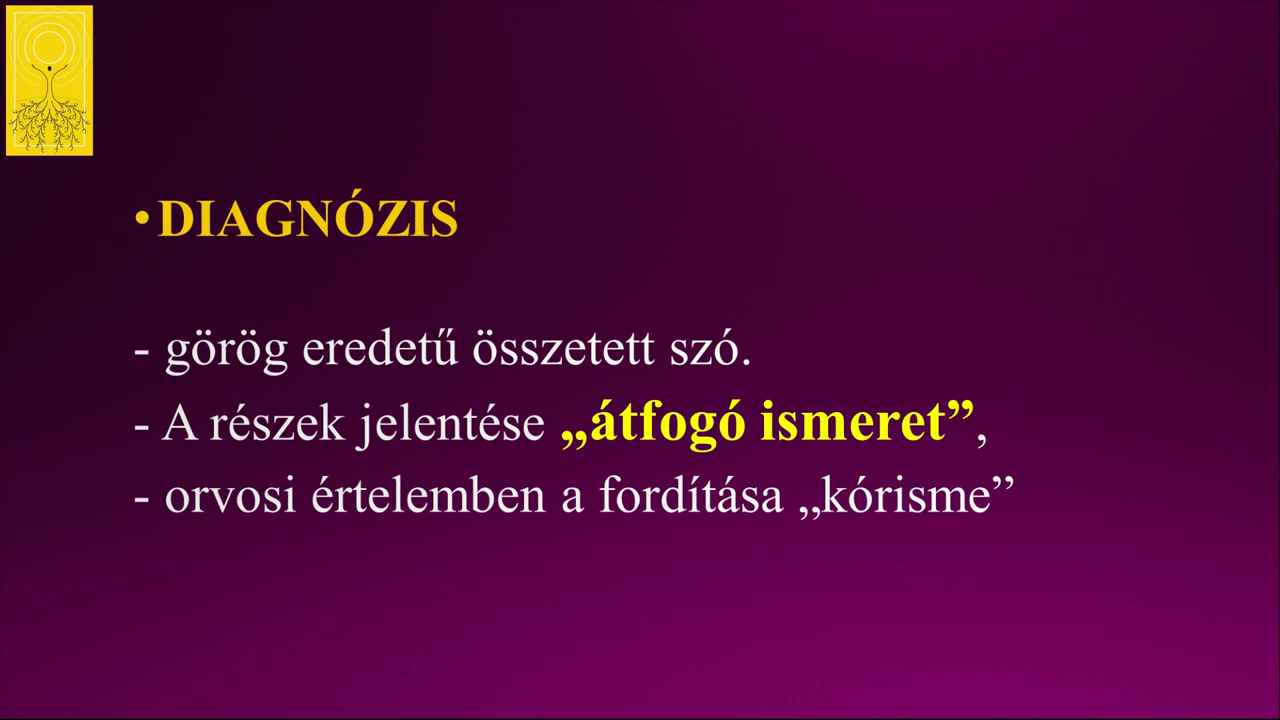 •DIAGNÓZIS
- görög eredetű összetett szó.
- A részek jelentése „átfogó ismeret”,
- orvosi értelemben a fordítása „kórisme”